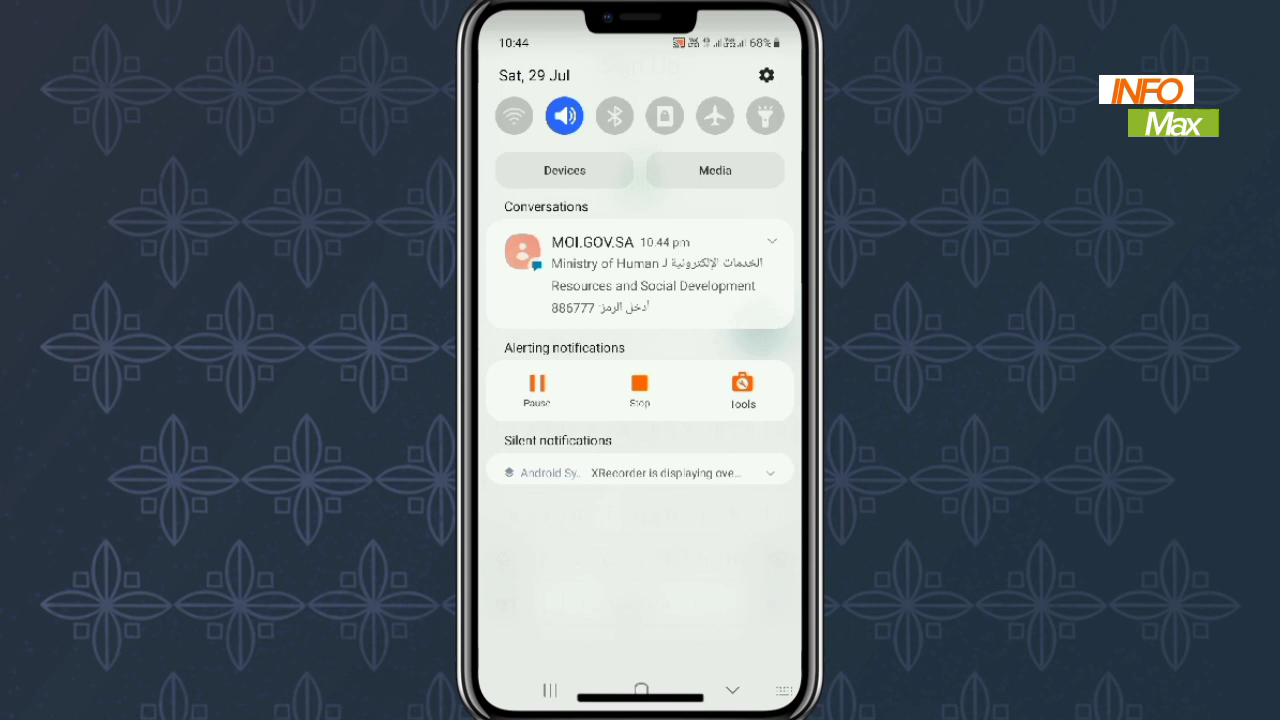 10:44
68%
INFO
Max
Sat, 29 Jul
Devices
Media
Conversations
MOI.GOV.SA 10:44 pm
الخدمات الإلكترونية لـ Ministry of Human
Resources and Social Development
أدخل الرمز: 886777
Alerting notifications
Pause
Stop
Tools
Silent notifications
Android Sy.. XRecorder is displaying ove...